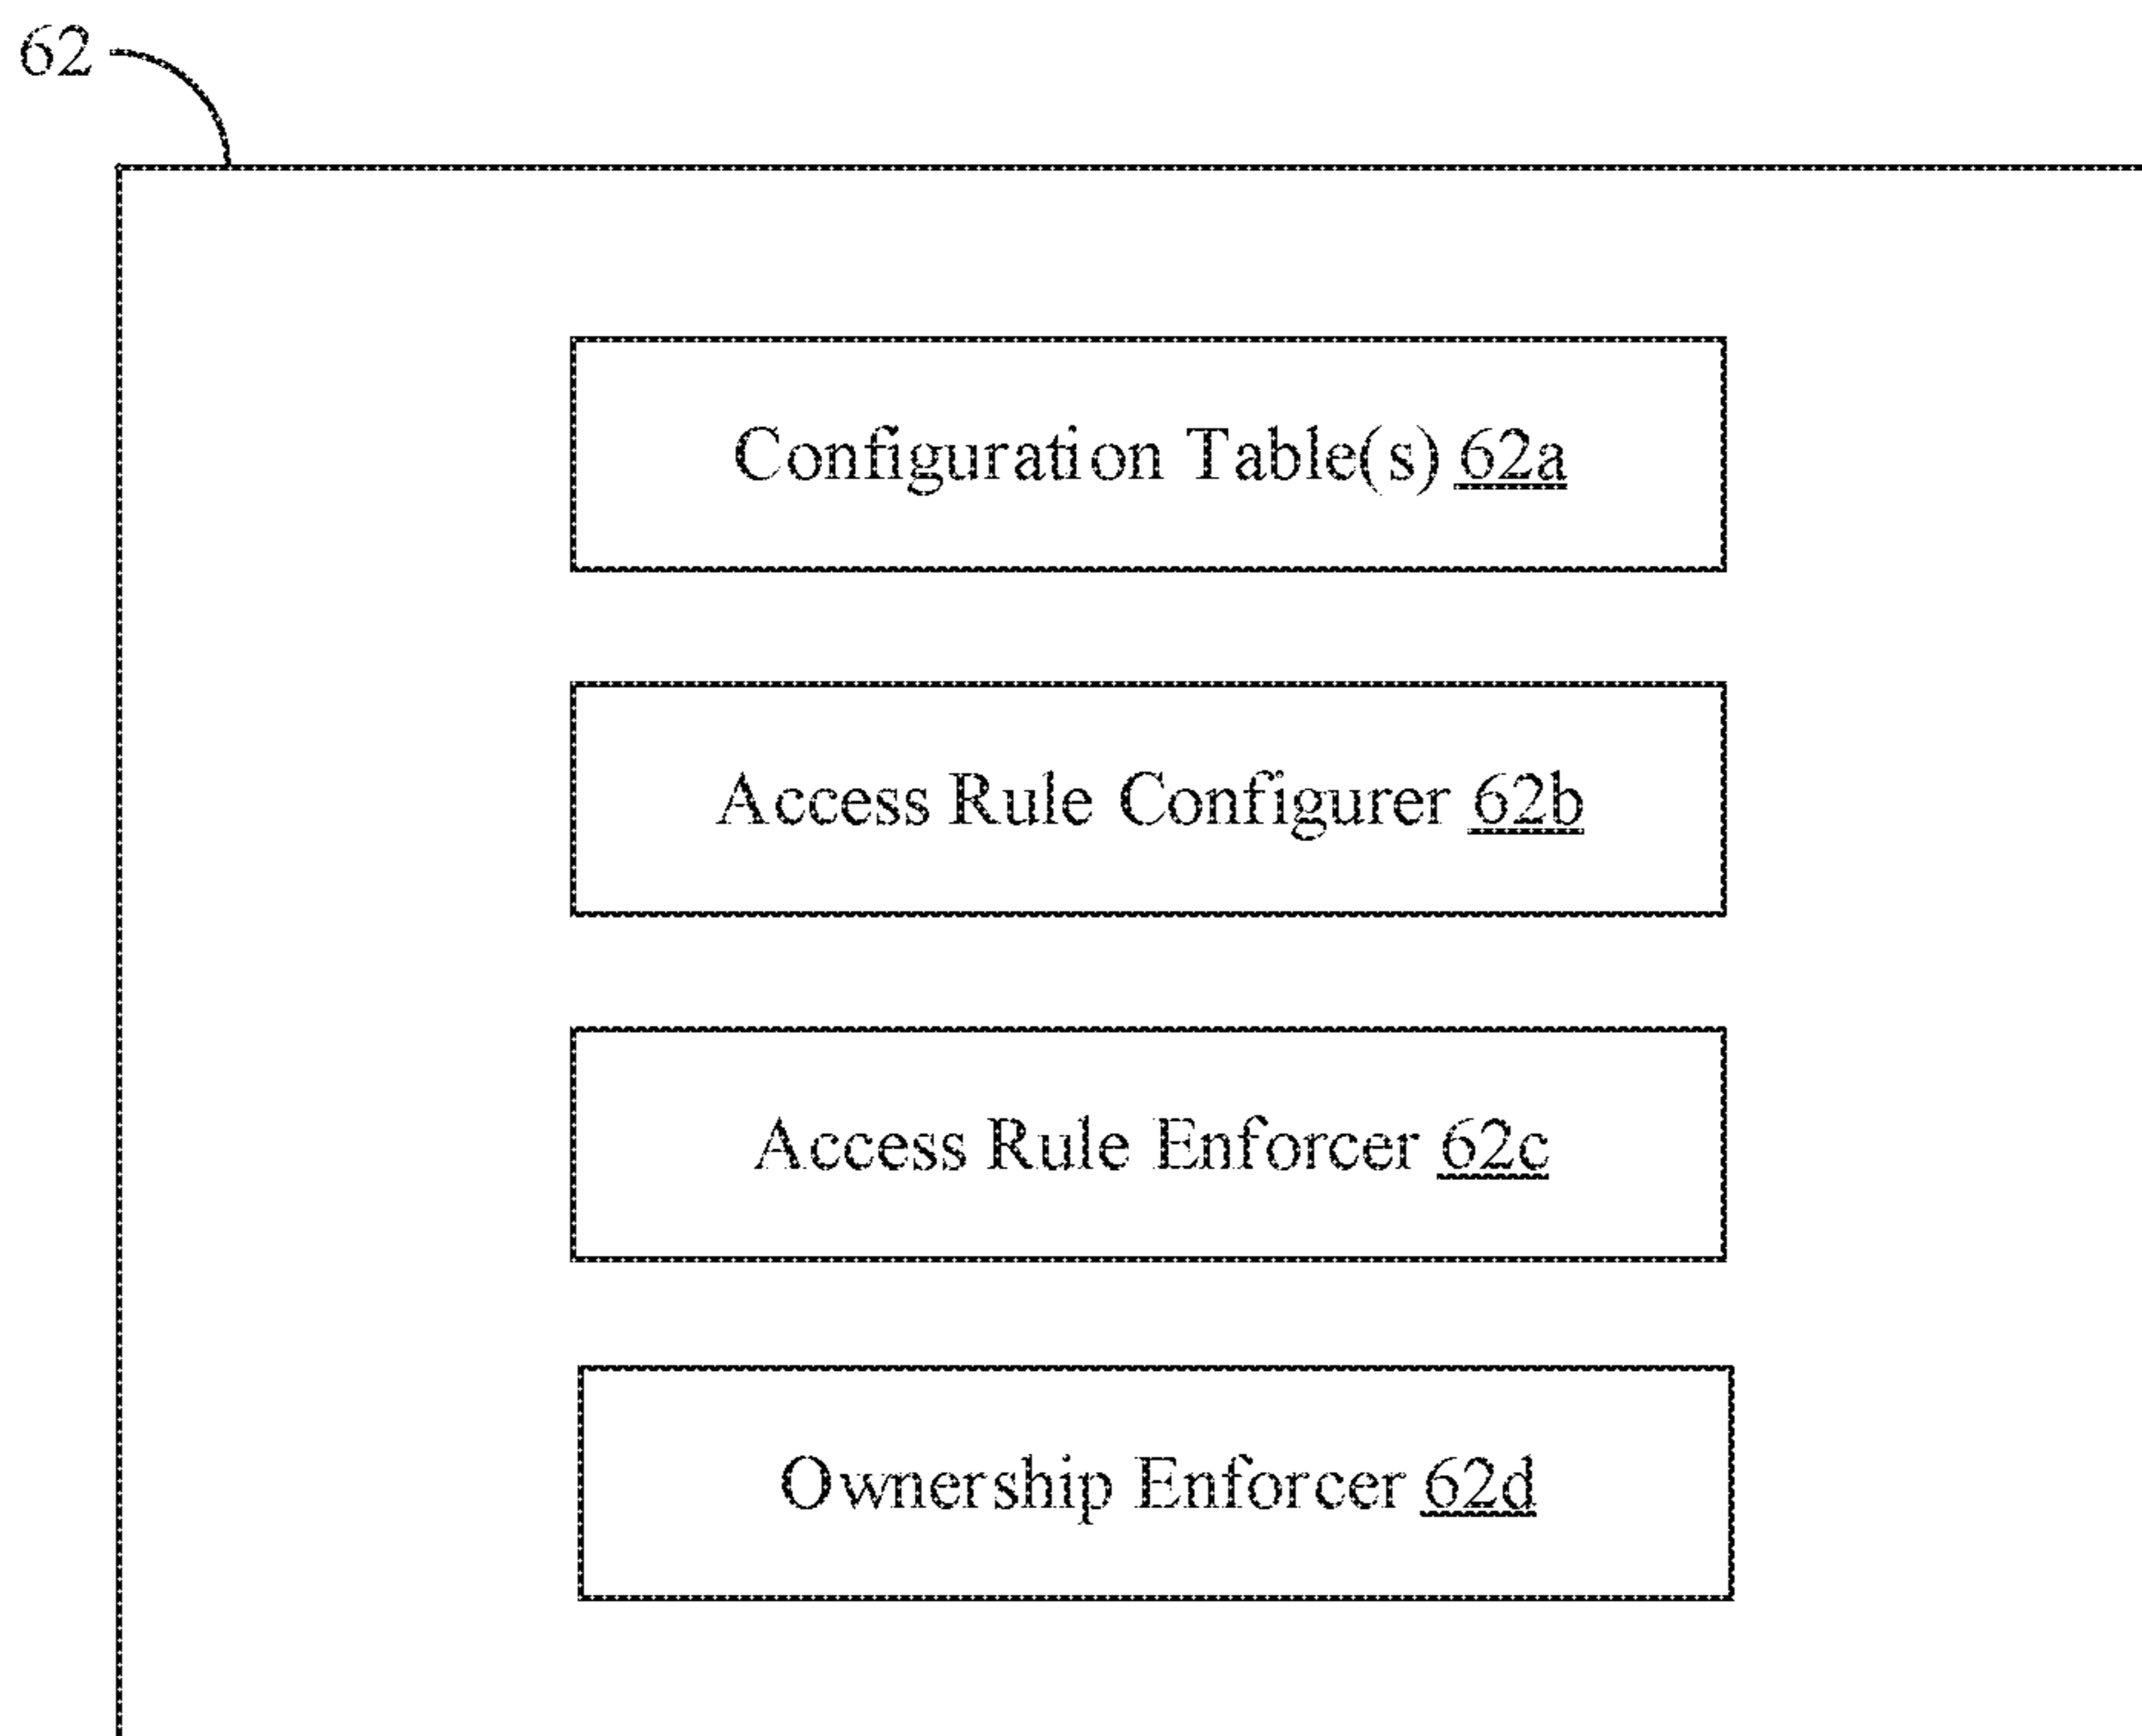 62
Configuration Table(s) 62a
Access Rule Configurer 62b
Access Rule Enforcer 62c
Ownership Enforcer 62d